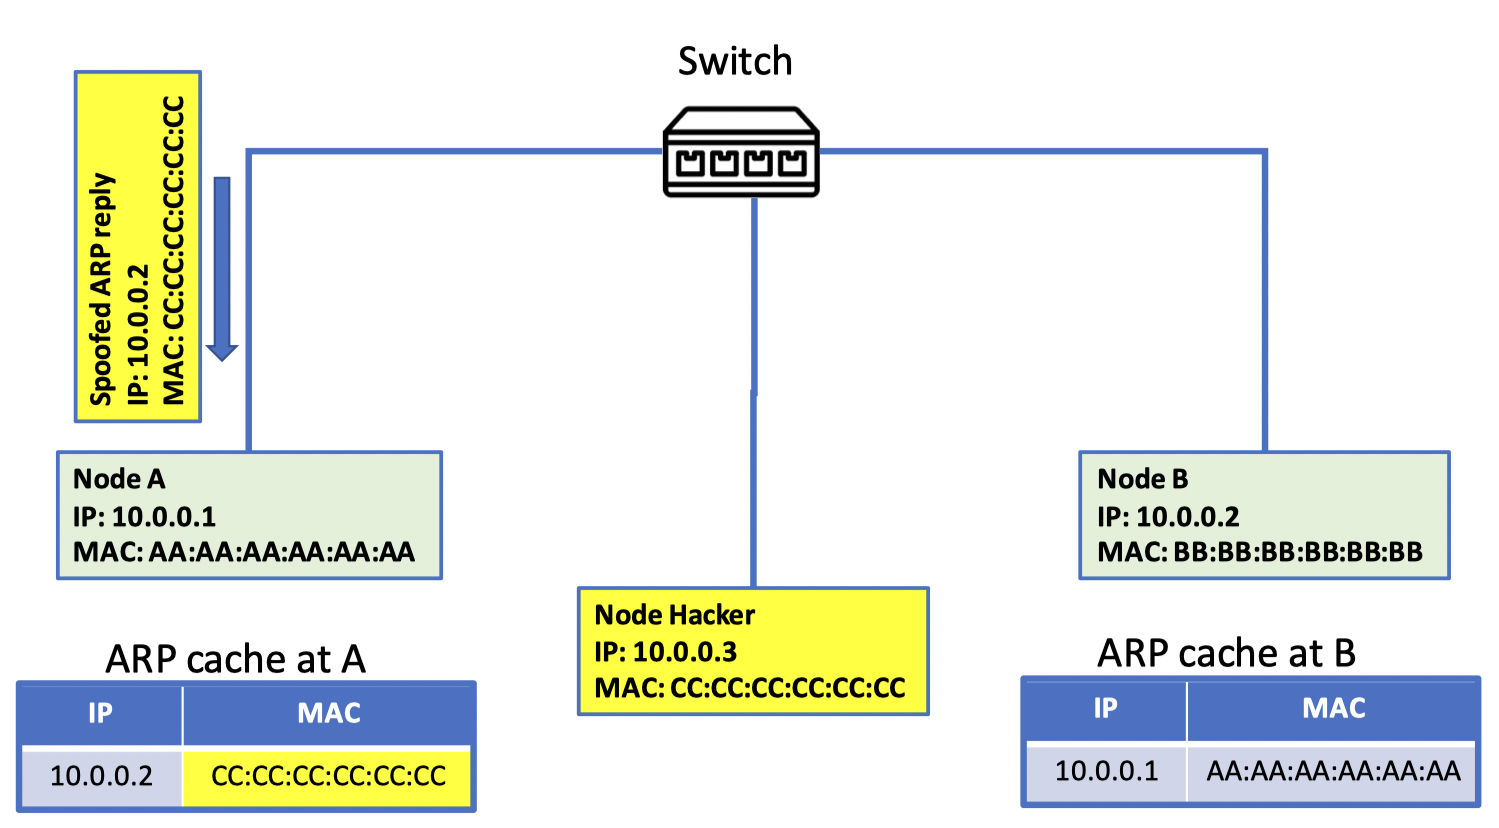 Switch
Spoofed ARP reply
IP: 10.0.0.2
MAC: CC:CC:CC:CC:CC:CC
Node A
IP: 10.0.0.1
MAC: AA:AA:AA:AA:AA:AA
Node B
IP: 10.0.0.2
MAC: BB:BB:BB:BB:BB:BB
Node Hacker
IP: 10.0.0.3
MAC: CC:CC:CC:CC:CC:CC
ARP cache at A
IP MAC
10.0.0.2 CC:CC:CC:CC:CC:CC
ARP cache at B
IP MAC
10.0.0.1 AA:AA:AA:AA:AA:AA